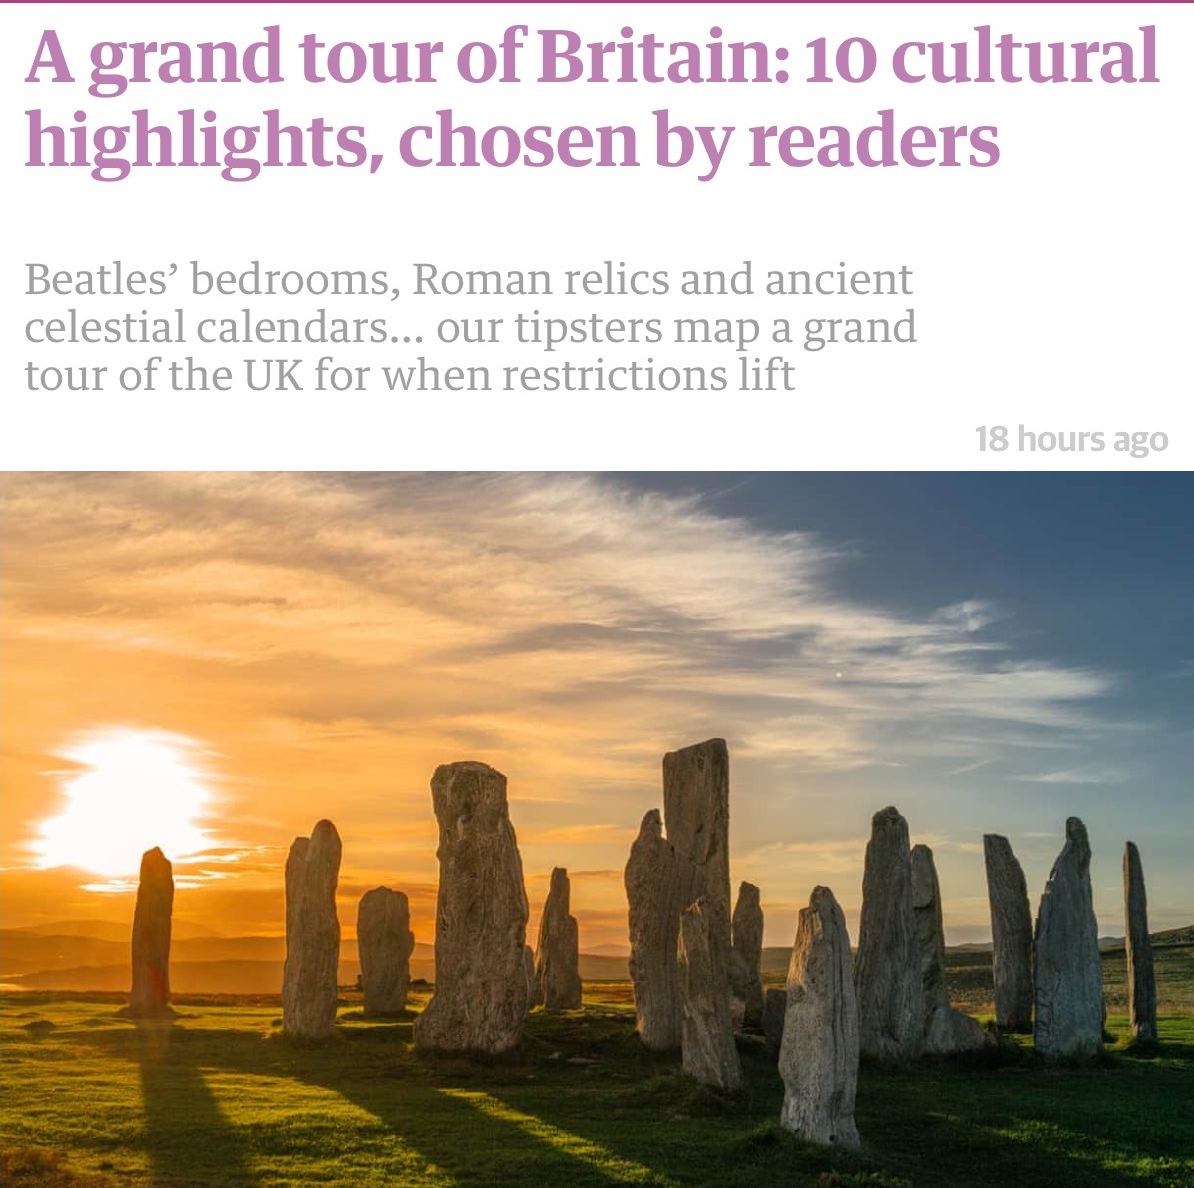 A grand tour of Britain: 10 cultural
highlights, chosen by readers
Beatles’ bedrooms, Roman relics and ancient
celestial calendars... our tipsters map a grand
tour of the UK for when restrictions lift
18 hours ago